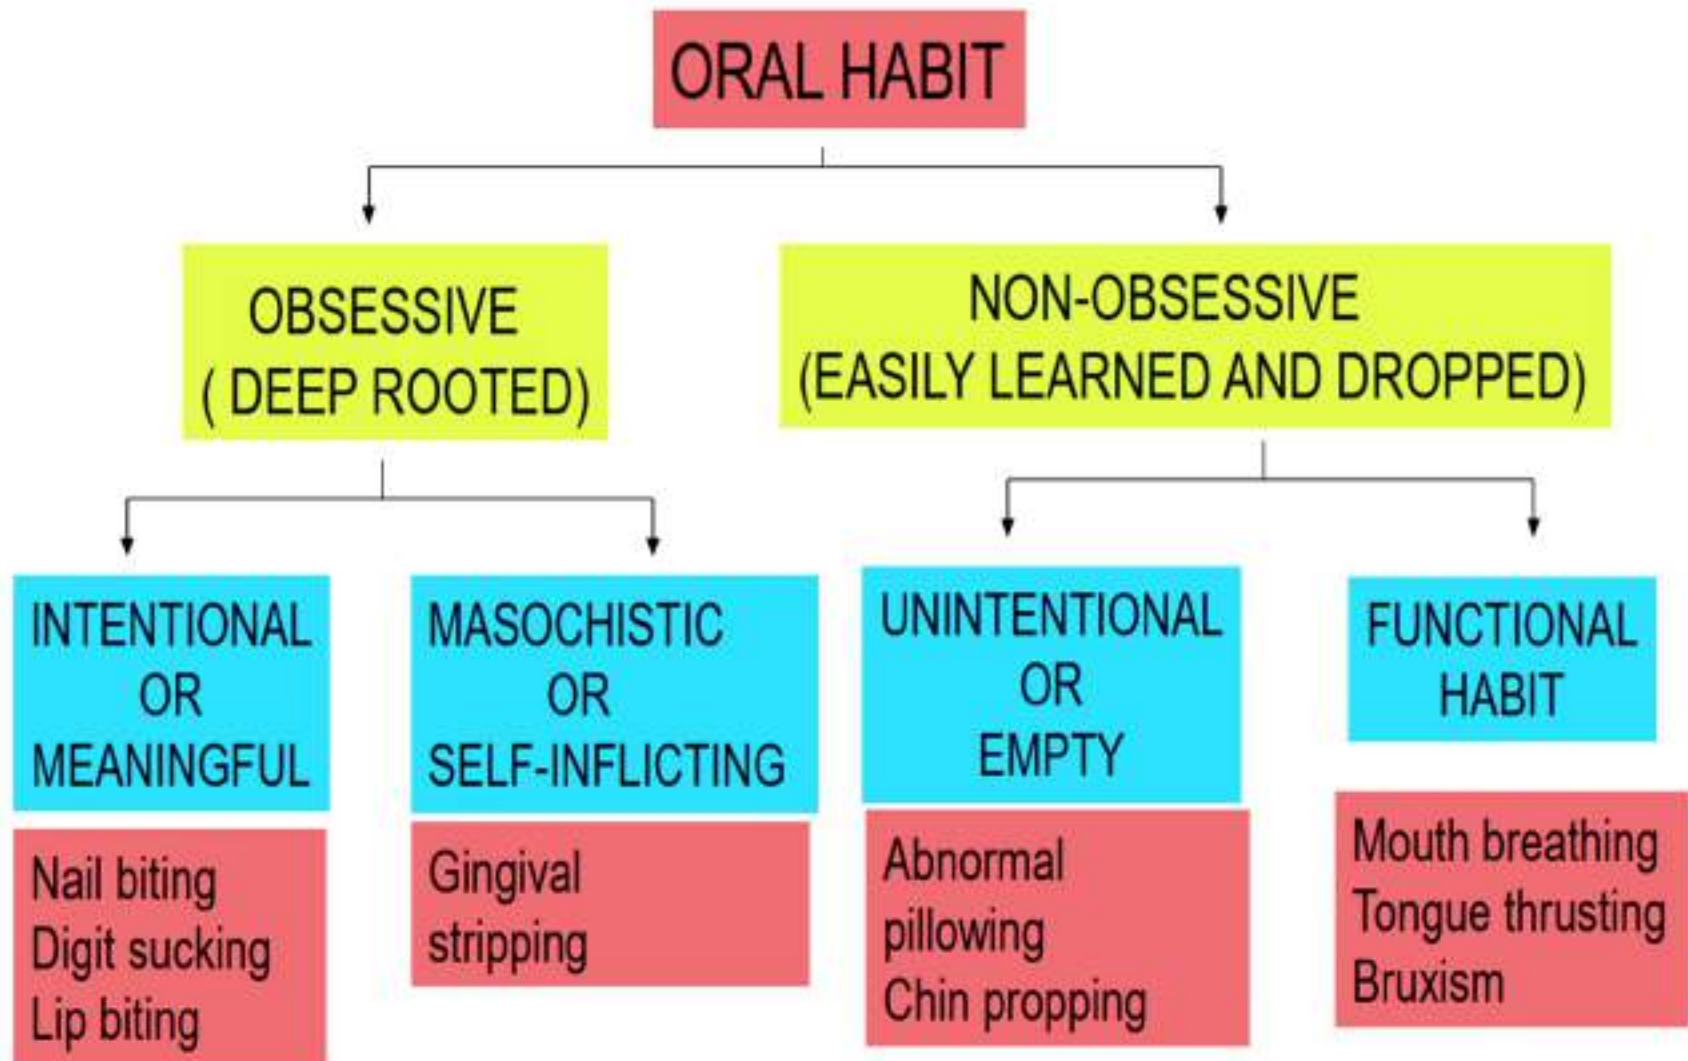 ORAL HABIT
OBSESSIVE
( DEEP ROOTED)
NON-OBSESSIVE
(EASILY LEARNED AND DROPPED)
INTENTIONAL
OR
MEANINGFUL
Nail biting
Digit sucking
Lip biting
MASOCHISTIC
OR
SELF-INFLICTING
Gingival
stripping
UNINTENTIONAL
OR
EMPTY
Abnormal
pillowing
Chin propping
FUNCTIONAL
HABIT
Mouth breathing
Tongue thrusting
Bruxism